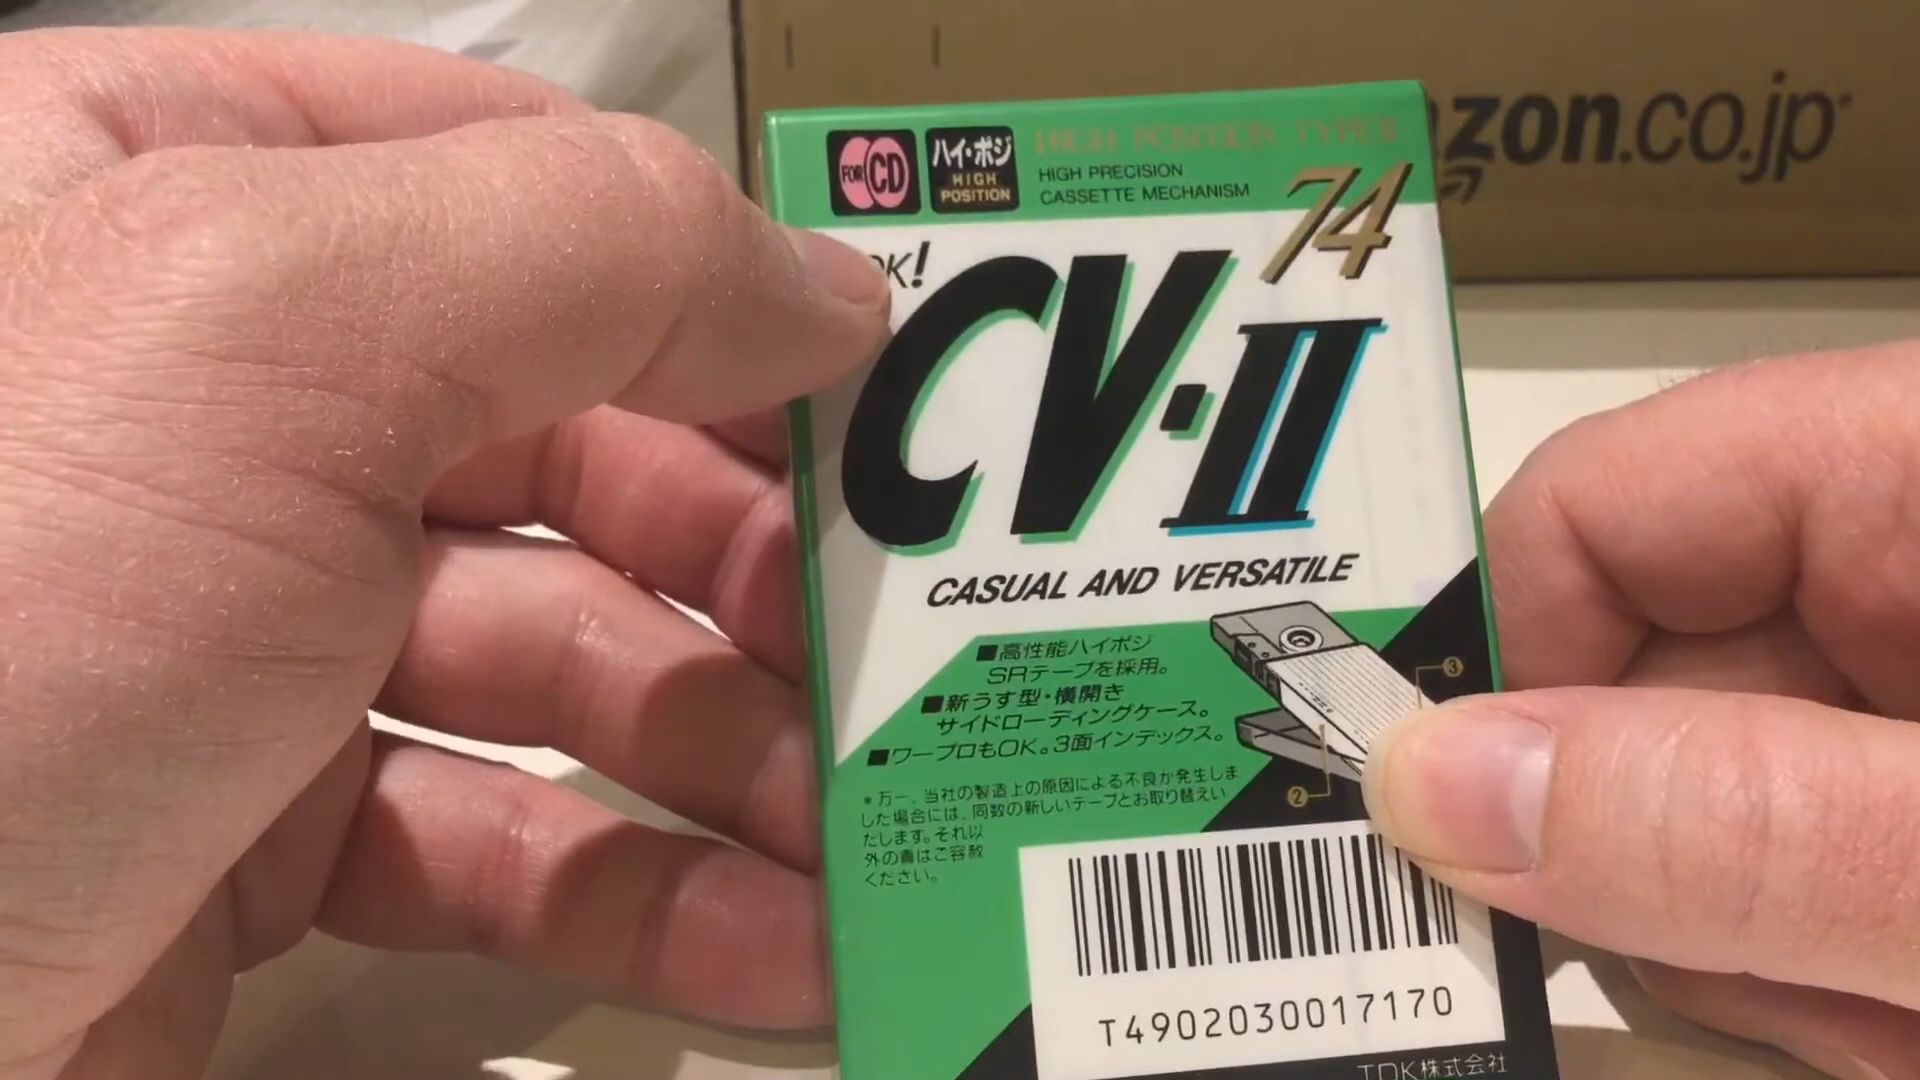 zon.co.jp
FOR CD
ハイ・ポジ
HIGH
POSITION
HIGH POSITION TYPE II
HIGH PRECISION
CASSETTE MECHANISM
74
OK!
CV·II
CASUAL AND VERSATILE
■高性能ハイポジ
SRテープを採用。
■新うす型・横開き
サイドローディングケース。
■ワープロもOK。3面インデックス。
3
2
*万一、当社の製造上の原因による不良が発生しま
した場合には、同数の新しいテープとお取り替えい
たします。それ以
外の責はご容赦
ください。
T4902030017170
TDK株式会社